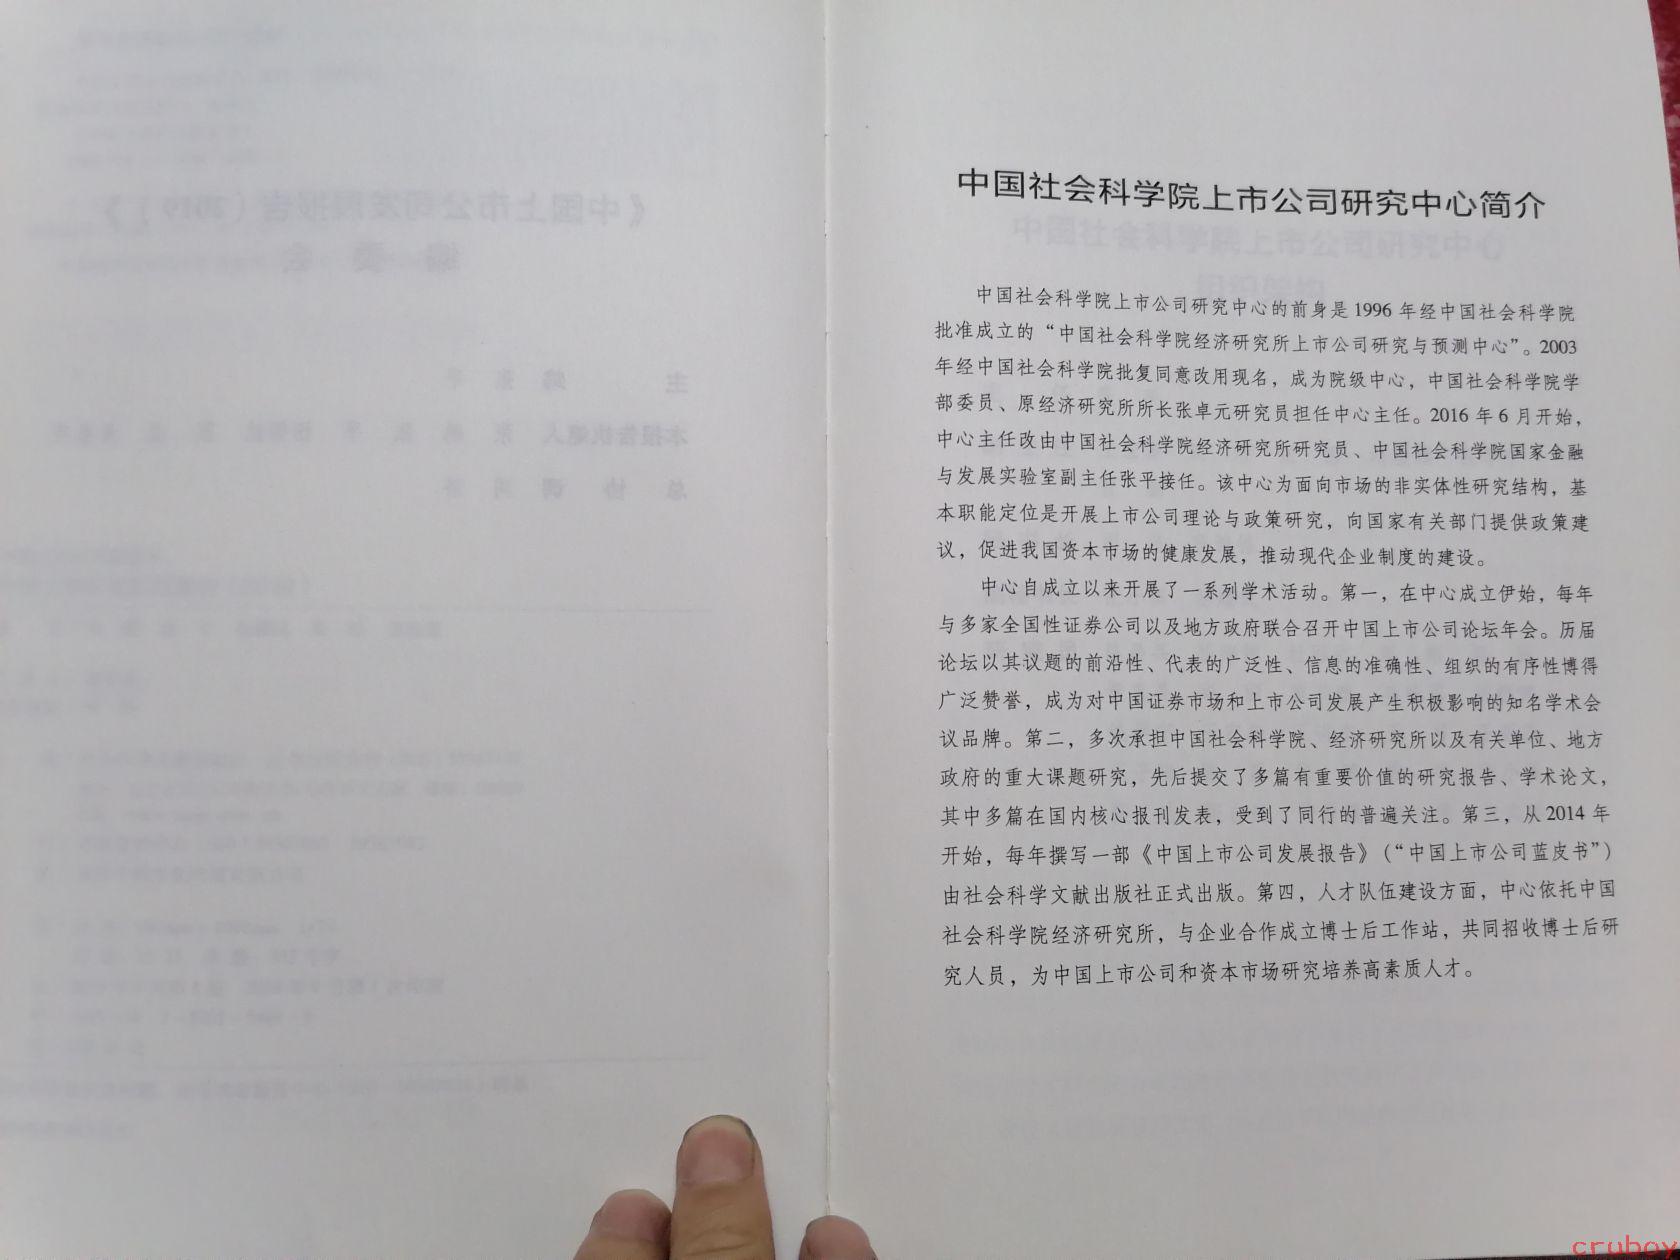 中国社会科学院上市公司研究中心简介
中国社会科学院上市公司研究中心的前身是1996年经中国社会科学院
批准成立的“中国社会科学院经济研究所上市公司研究与预测中心”。2003
年经中国社会科学院批复同意改用现名，成为院级中心，中国社会科学院学
部委员、原经济研究所所长张卓元研究员担任中心主任。2016年6月开始，
中心主任改由中国社会科学院经济研究所研究员、中国社会科学院国家金融
与发展实验室副主任张平接任。该中心为面向市场的非实体性研究结构，基
本职能定位是开展上市公司理论与政策研究，向国家有关部门提供政策建
议，促进我国资本市场的健康发展，推动现代企业制度的建设。
中心自成立以来开展了一系列学术活动。第一，在中心成立伊始，每年
与多家全国性证券公司以及地方政府联合召开中国上市公司论坛年会。历届
论坛以其议题的前沿性、代表的广泛性、信息的准确性、组织的有序性博得
广泛赞誉，成为对中国证券市场和上市公司发展产生积极影响的知名学术会
议品牌。第二，多次承担中国社会科学院、经济研究所以及有关单位、地方
政府的重大课题研究，先后提交了多篇有重要价值的研究报告、学术论文，
其中多篇在国内核心报刊发表，受到了同行的普遍关注。第三，从2014年
开始，每年撰写一部《中国上市公司发展报告》（“中国上市公司蓝皮书”）
由社会科学文献出版社正式出版。第四，人才队伍建设方面，中心依托中国
社会科学院经济研究所，与企业合作成立博士后工作站，共同招收博士后研
究人员，为中国上市公司和资本市场研究培养高素质人才。
cruboy